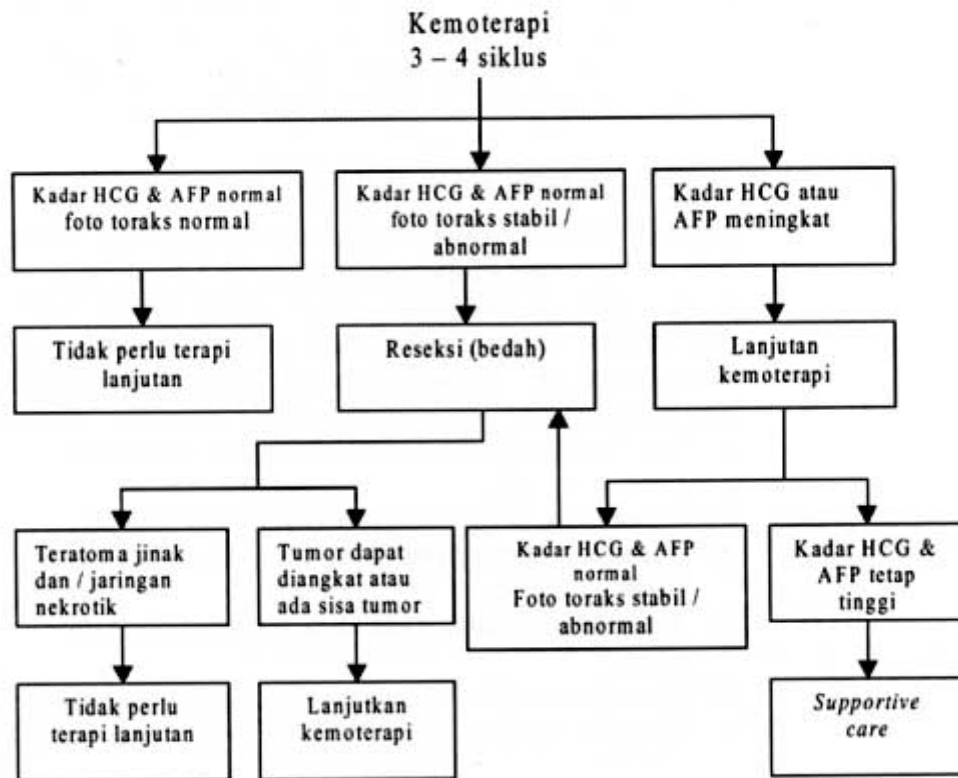 Kemoterapi
3 – 4 siklus
Kadar HCG & AFP normal
foto toraks normal
Kadar HCG & AFP normal
foto toraks stabil /
abnormal
Kadar HCG atau
AFP meningkat
Tidak perlu terapi
lanjutan
Reseksi (bedah)
Lanjutan
kemoterapi
Teratoma jinak
dan / jaringan
nekrotik
Tumor dapat
diangkat atau
ada sisa tumor
Kadar HCG & AFP
normal
Foto toraks stabil /
abnormal
Kadar HCG &
AFP tetap
tinggi
Tidak perlu
terapi lanjutan
Lanjutkan
kemoterapi
Supportive
care